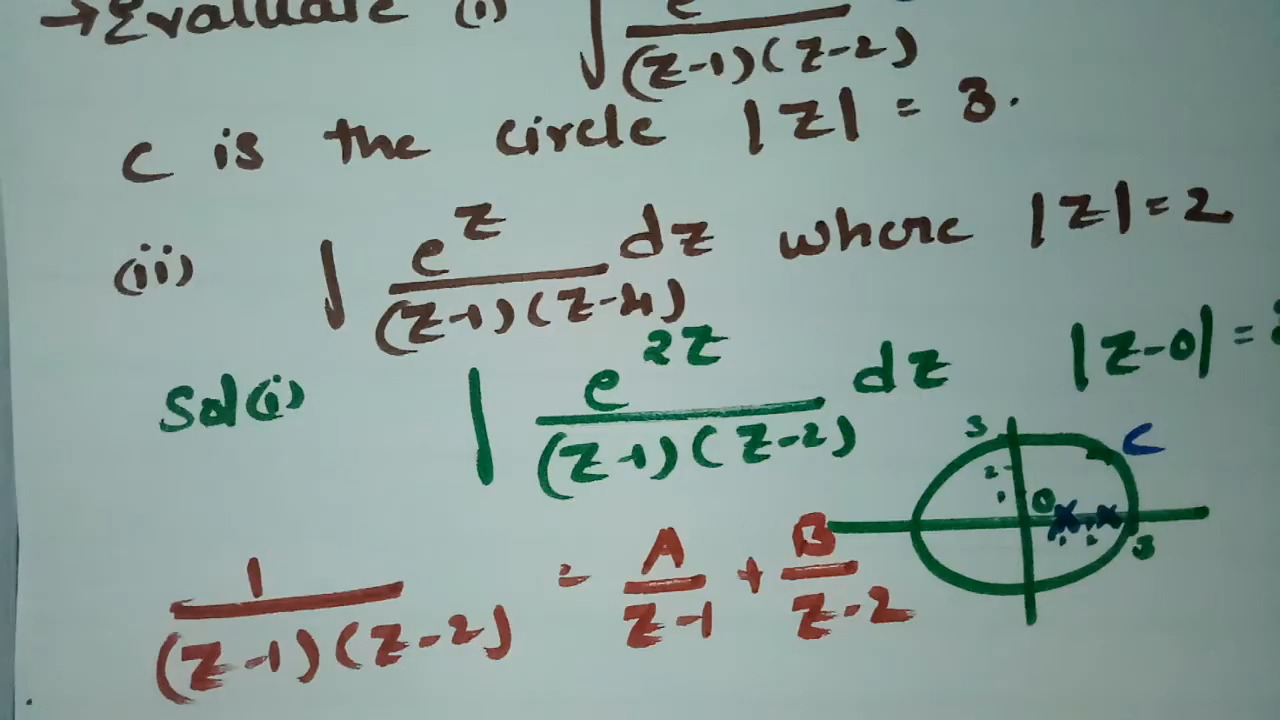 →Evaluate (i) ∫ e / (z-1)(z-2)
C is the circle |z| = 3.
(ii) ∫ e^z / (z-1)(z-4) dz where |z|=2
Sol(i) ∫ e^2z / (z-1)(z-2) dz |z-0| =
3 C
2
1 0
1 2 3
1 / (z-1)(z-2) = A / z-1 + B / z-2